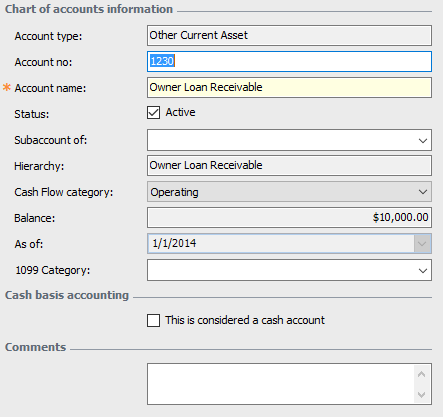 Chart of accounts information
Account type: Other Current Asset
Account no: 1230
* Account name: Owner Loan Receivable
Status: Active
Subaccount of:
Hierarchy: Owner Loan Receivable
Cash Flow category: Operating
Balance: $10,000.00
As of: 1/1/2014
1099 Category:
Cash basis accounting
This is considered a cash account
Comments